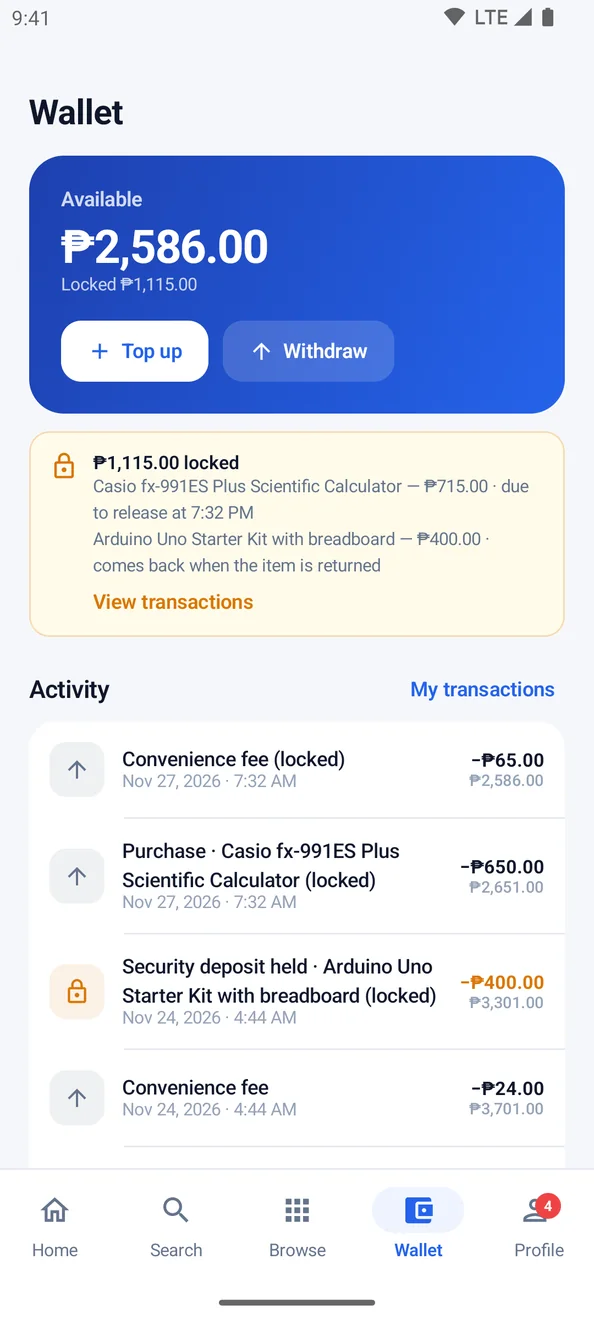 9:41
LTE
Wallet
Available
₱2,586.00
Locked ₱1,115.00
Top up
Withdraw
₱1,115.00 locked
Casio fx-991ES Plus Scientific Calculator — ₱715.00 · due
to release at 7:32 PM
Arduino Uno Starter Kit with breadboard — ₱400.00 ·
comes back when the item is returned
View transactions
Activity
My transactions
Convenience fee (locked)
−₱65.00
Nov 27, 2026 · 7:32 AM
₱2,586.00
Purchase · Casio fx-991ES Plus
Scientific Calculator (locked)
−₱650.00
Nov 27, 2026 · 7:32 AM
₱2,651.00
Security deposit held · Arduino Uno
Starter Kit with breadboard (locked)
−₱400.00
Nov 24, 2026 · 4:44 AM
₱3,301.00
Convenience fee
−₱24.00
Nov 24, 2026 · 4:44 AM
₱3,701.00
4
Home
Search
Browse
Wallet
Profile